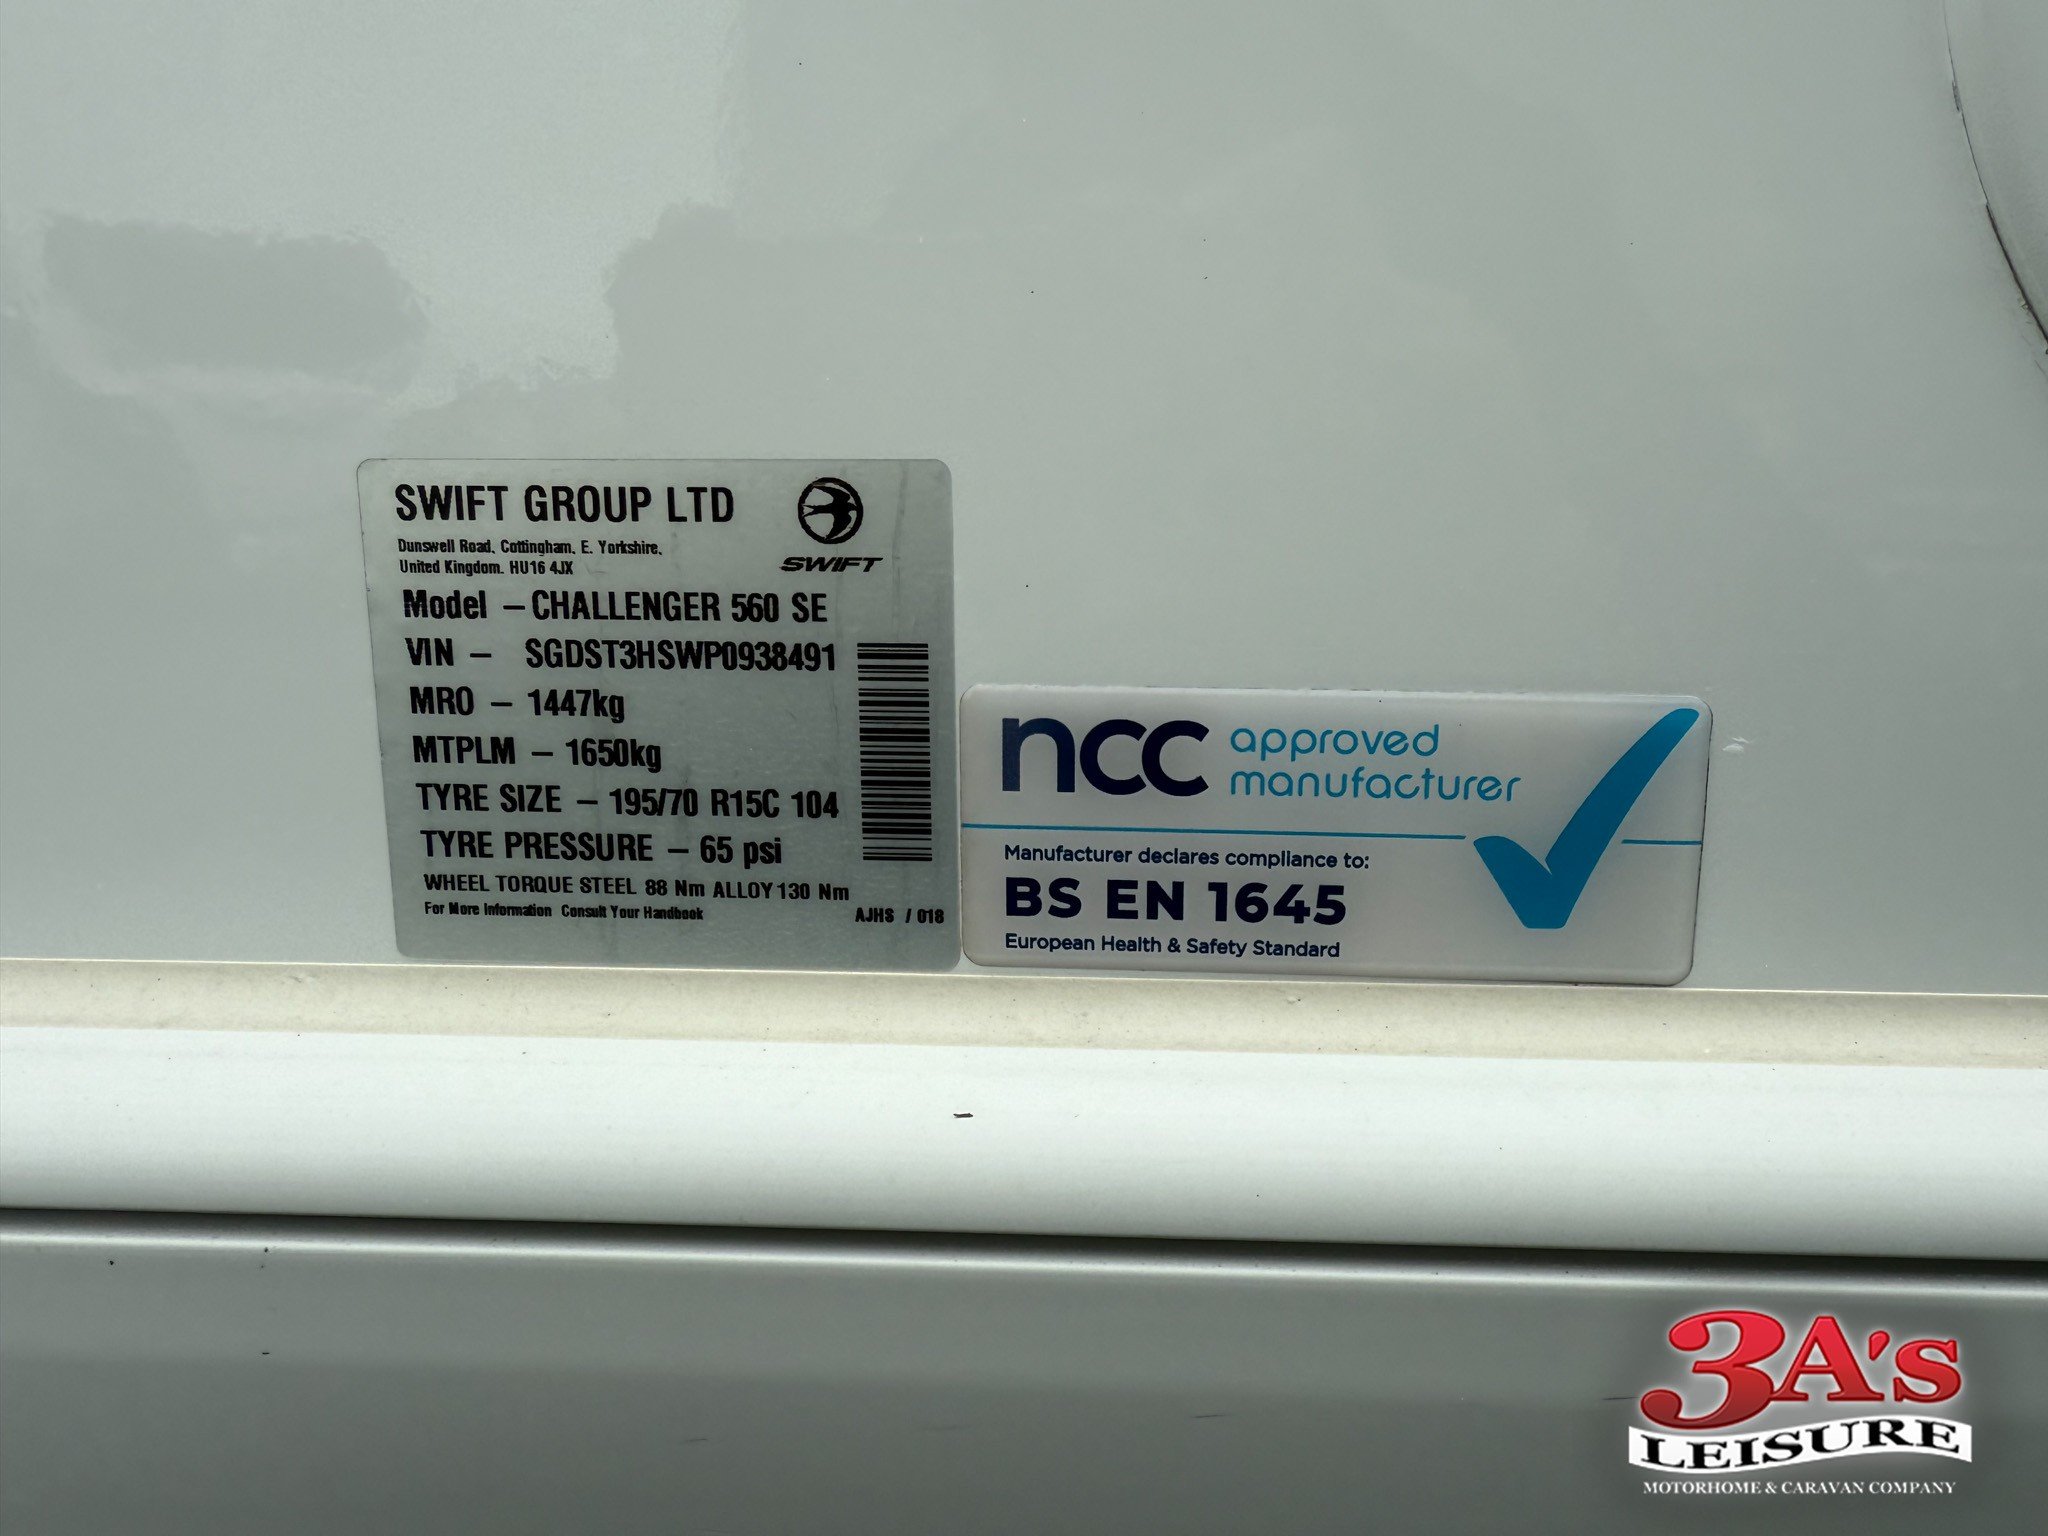 SWIFT GROUP LTD
Dunswell Road, Cottingham, E. Yorkshire,
United Kingdom. HU16 4JX
SWIFT
Model – CHALLENGER 560 SE
VIN – SGDST3HSWP0938491
MRO – 1447kg
MTPLM – 1650kg
TYRE SIZE – 195/70 R15C 104
TYRE PRESSURE – 65 psi
WHEEL TORQUE STEEL 88 Nm ALLOY 130 Nm
For More Information Consult Your Handbook
AJHS / 018
ncc approved
manufacturer
Manufacturer declares compliance to:
BS EN 1645
European Health & Safety Standard
3A's
LEISURE
MOTORHOME & CARAVAN COMPANY